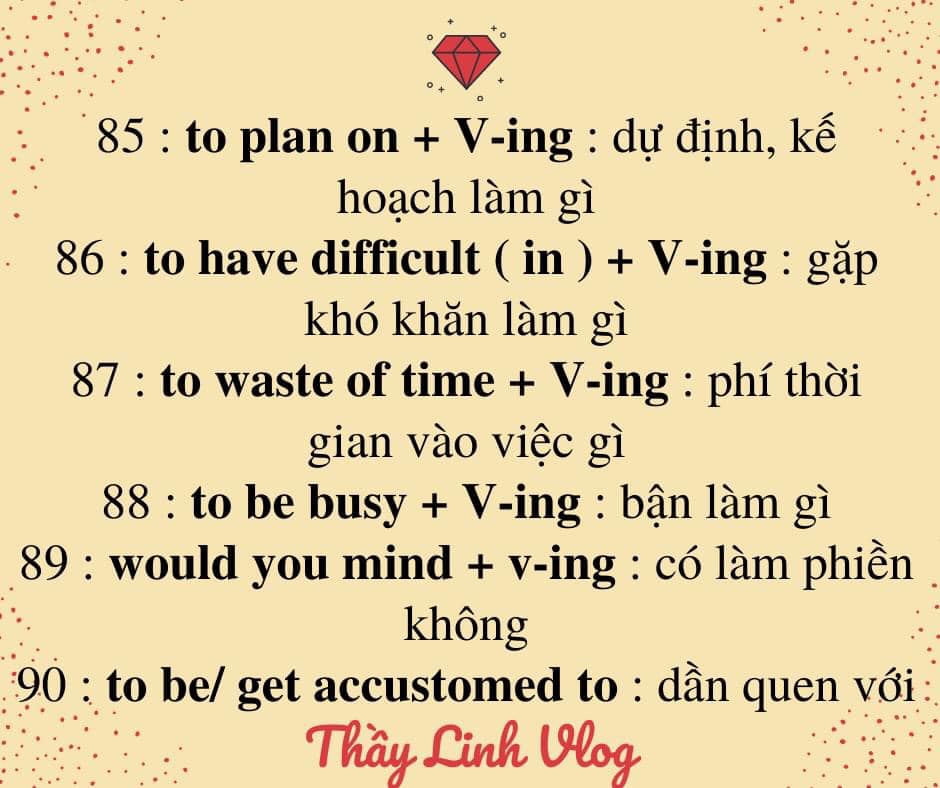 85 : to plan on + V-ing : dự định, kế
hoạch làm gì
86 : to have difficult ( in ) + V-ing : gặp
khó khăn làm gì
87 : to waste of time + V-ing : phí thời
gian vào việc gì
88 : to be busy + V-ing : bận làm gì
89 : would you mind + v-ing : có làm phiền
không
90 : to be/ get accustomed to : dần quen với
Thầy Linh Vlog